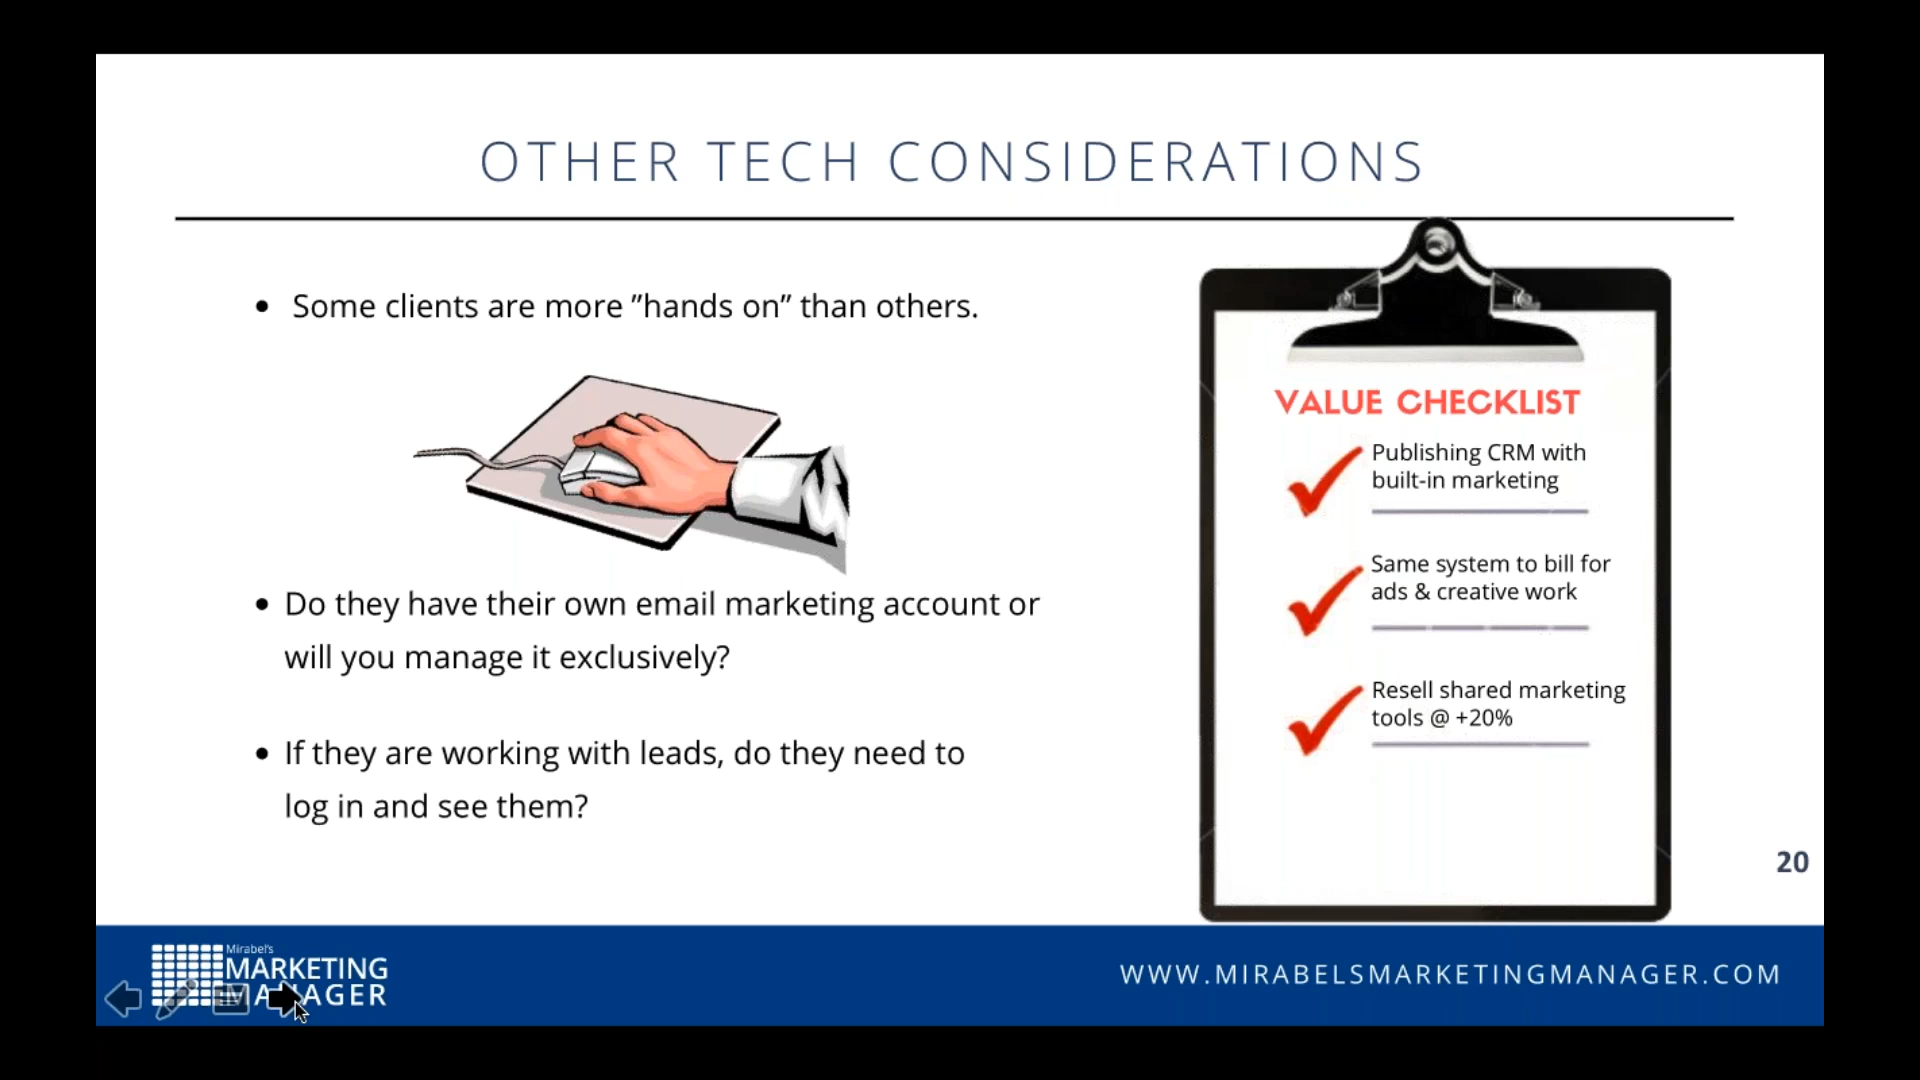 OTHER TECH CONSIDERATIONS
• Some clients are more ”hands on” than others.
• Do they have their own email marketing account or
will you manage it exclusively?
• If they are working with leads, do they need to
log in and see them?
VALUE CHECKLIST
Publishing CRM with
built-in marketing
Same system to bill for
ads & creative work
Resell shared marketing
tools @ +20%
20
Mirabel's
MARKETING
MANAGER
WWW.MIRABELSMARKETINGMANAGER.COM